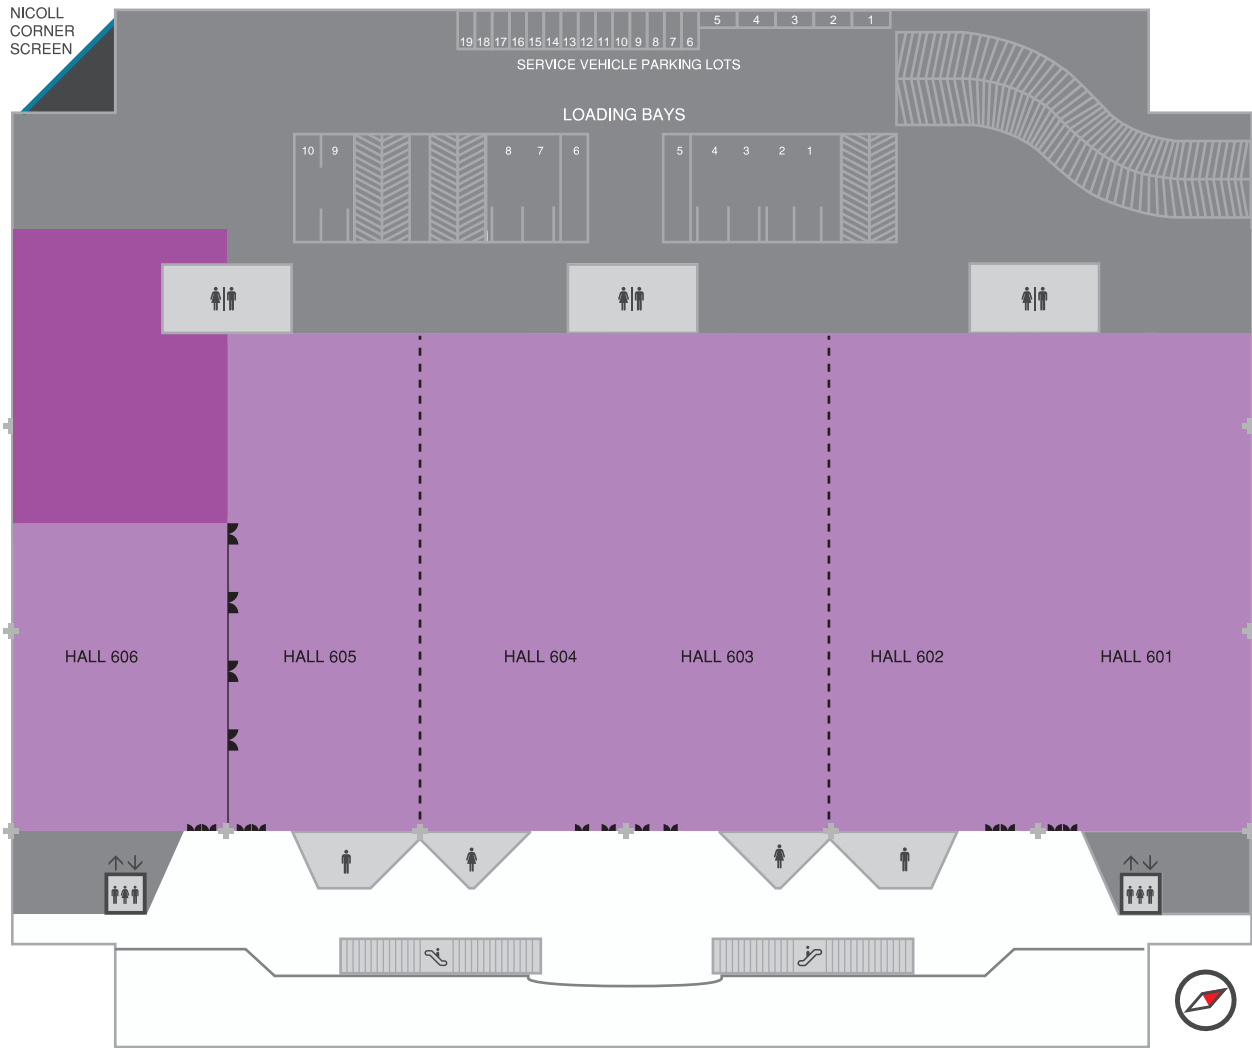 NICOLL
CORNER
SCREEN
5 4 3 2 1
19 18 17 16 15 14 13 12 11 10 9 8 7 6
SERVICE VEHICLE PARKING LOTS
LOADING BAYS
10 9 8 7 6 5 4 3 2 1
HALL 606 HALL 605 HALL 604 HALL 603 HALL 602 HALL 601